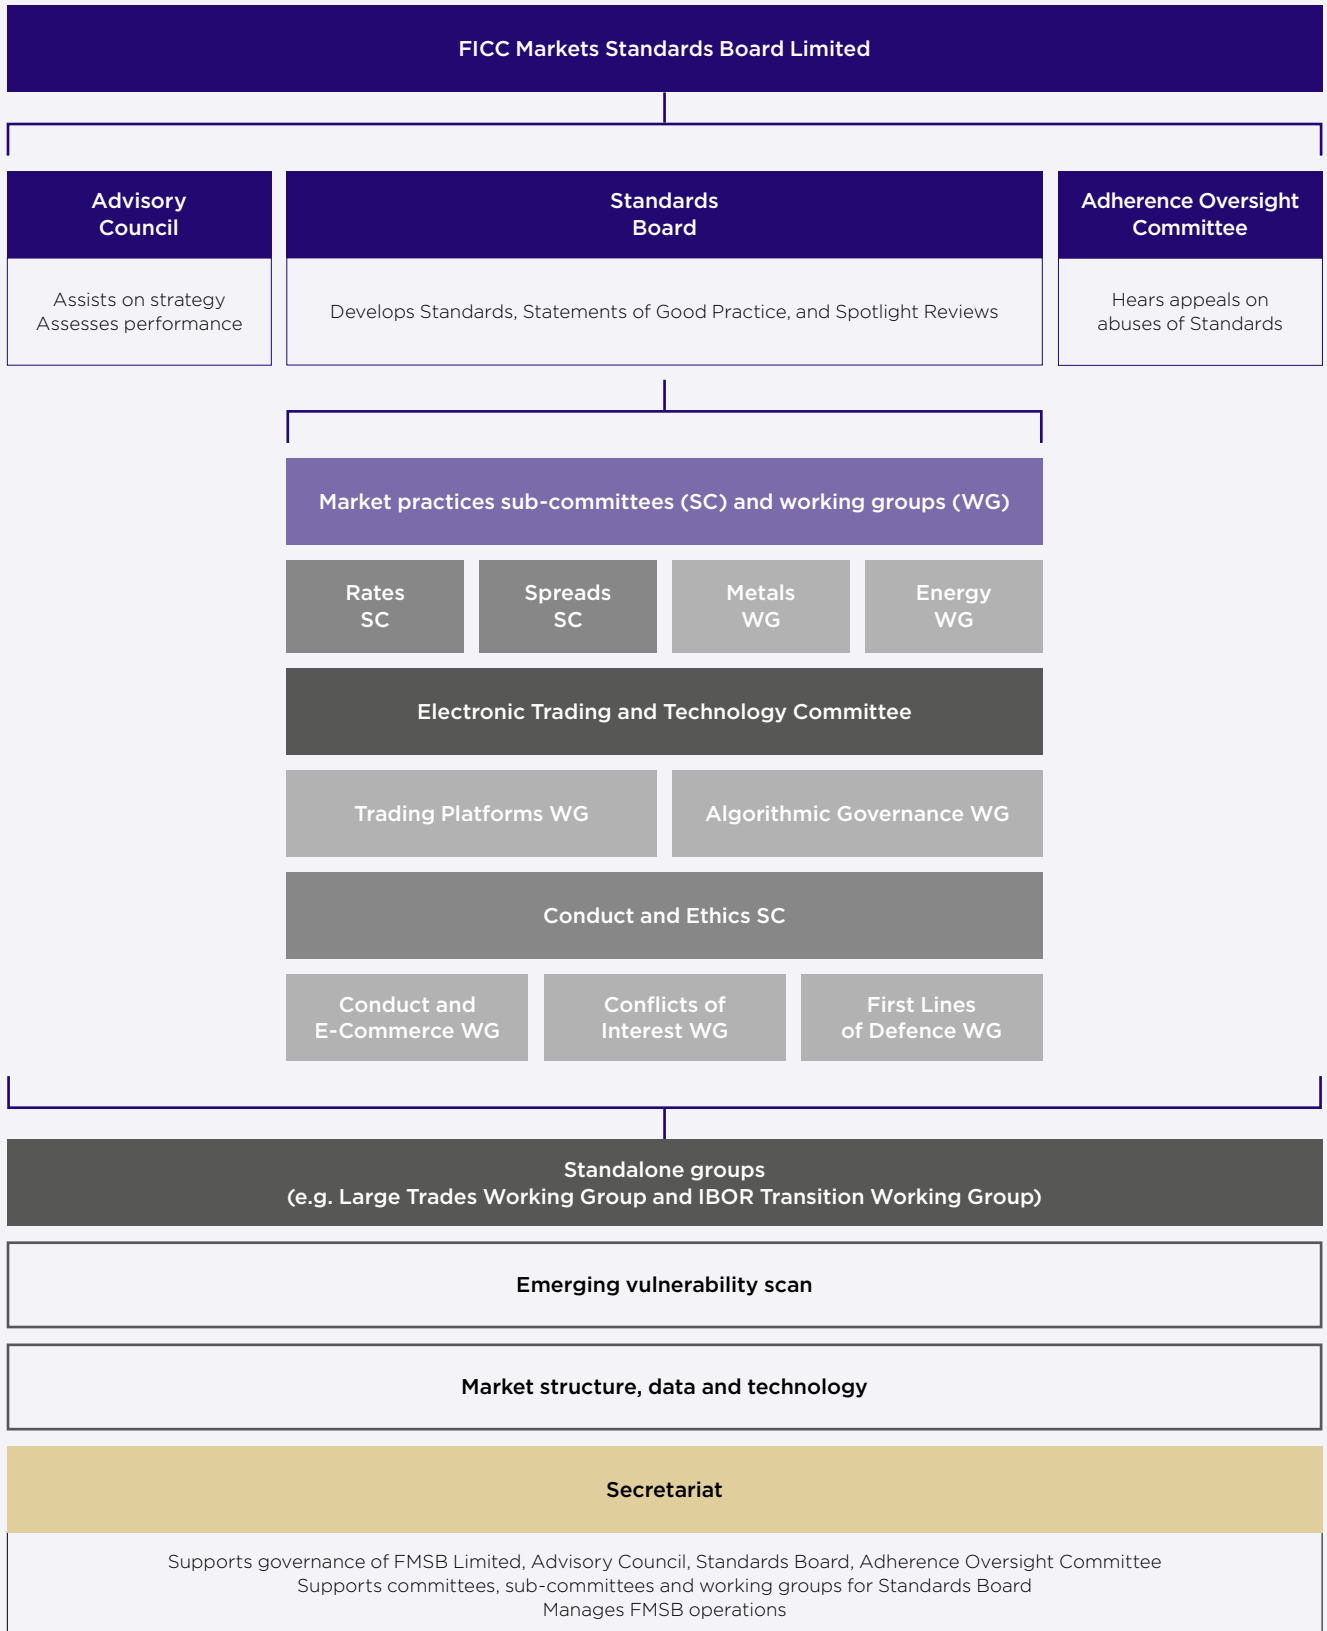 FICC Markets Standards Board Limited
Advisory
Council
Standards
Board
Adherence Oversight
Committee
Assists on strategy
Assesses performance
Develops Standards, Statements of Good Practice, and Spotlight Reviews
Hears appeals on
abuses of Standards
Market practices sub-committees (SC) and working groups (WG)
Rates
SC
Spreads
SC
Metals
WG
Energy
WG
Electronic Trading and Technology Committee
Trading Platforms WG
Algorithmic Governance WG
Conduct and Ethics SC
Conduct and
E-Commerce WG
Conflicts of
Interest WG
First Lines
of Defence WG
Standalone groups
(e.g. Large Trades Working Group and IBOR Transition Working Group)
Emerging vulnerability scan
Market structure, data and technology
Secretariat
Supports governance of FMSB Limited, Advisory Council, Standards Board, Adherence Oversight Committee
Supports committees, sub-committees and working groups for Standards Board
Manages FMSB operations